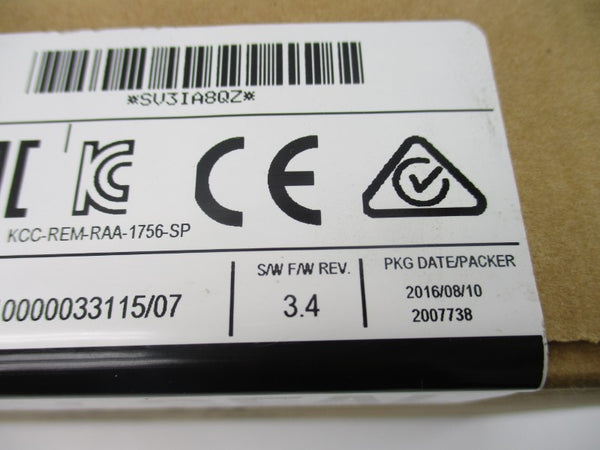 *SV3IA8QZ*
KCC-REM-RAA-1756-SP
0000033115/07
S/W F/W REV.
3.4
PKG DATE/PACKER
2016/08/10
2007738